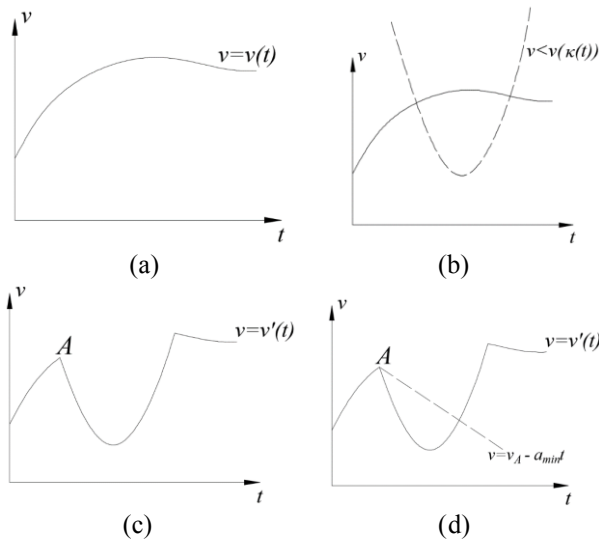 v
v=v(t)
t
(a)
v
v<v(κ(t))
t
(b)
v
A
v=v'(t)
t
(c)
v
A
v=v'(t)
v=v_A - a_min t
t
(d)